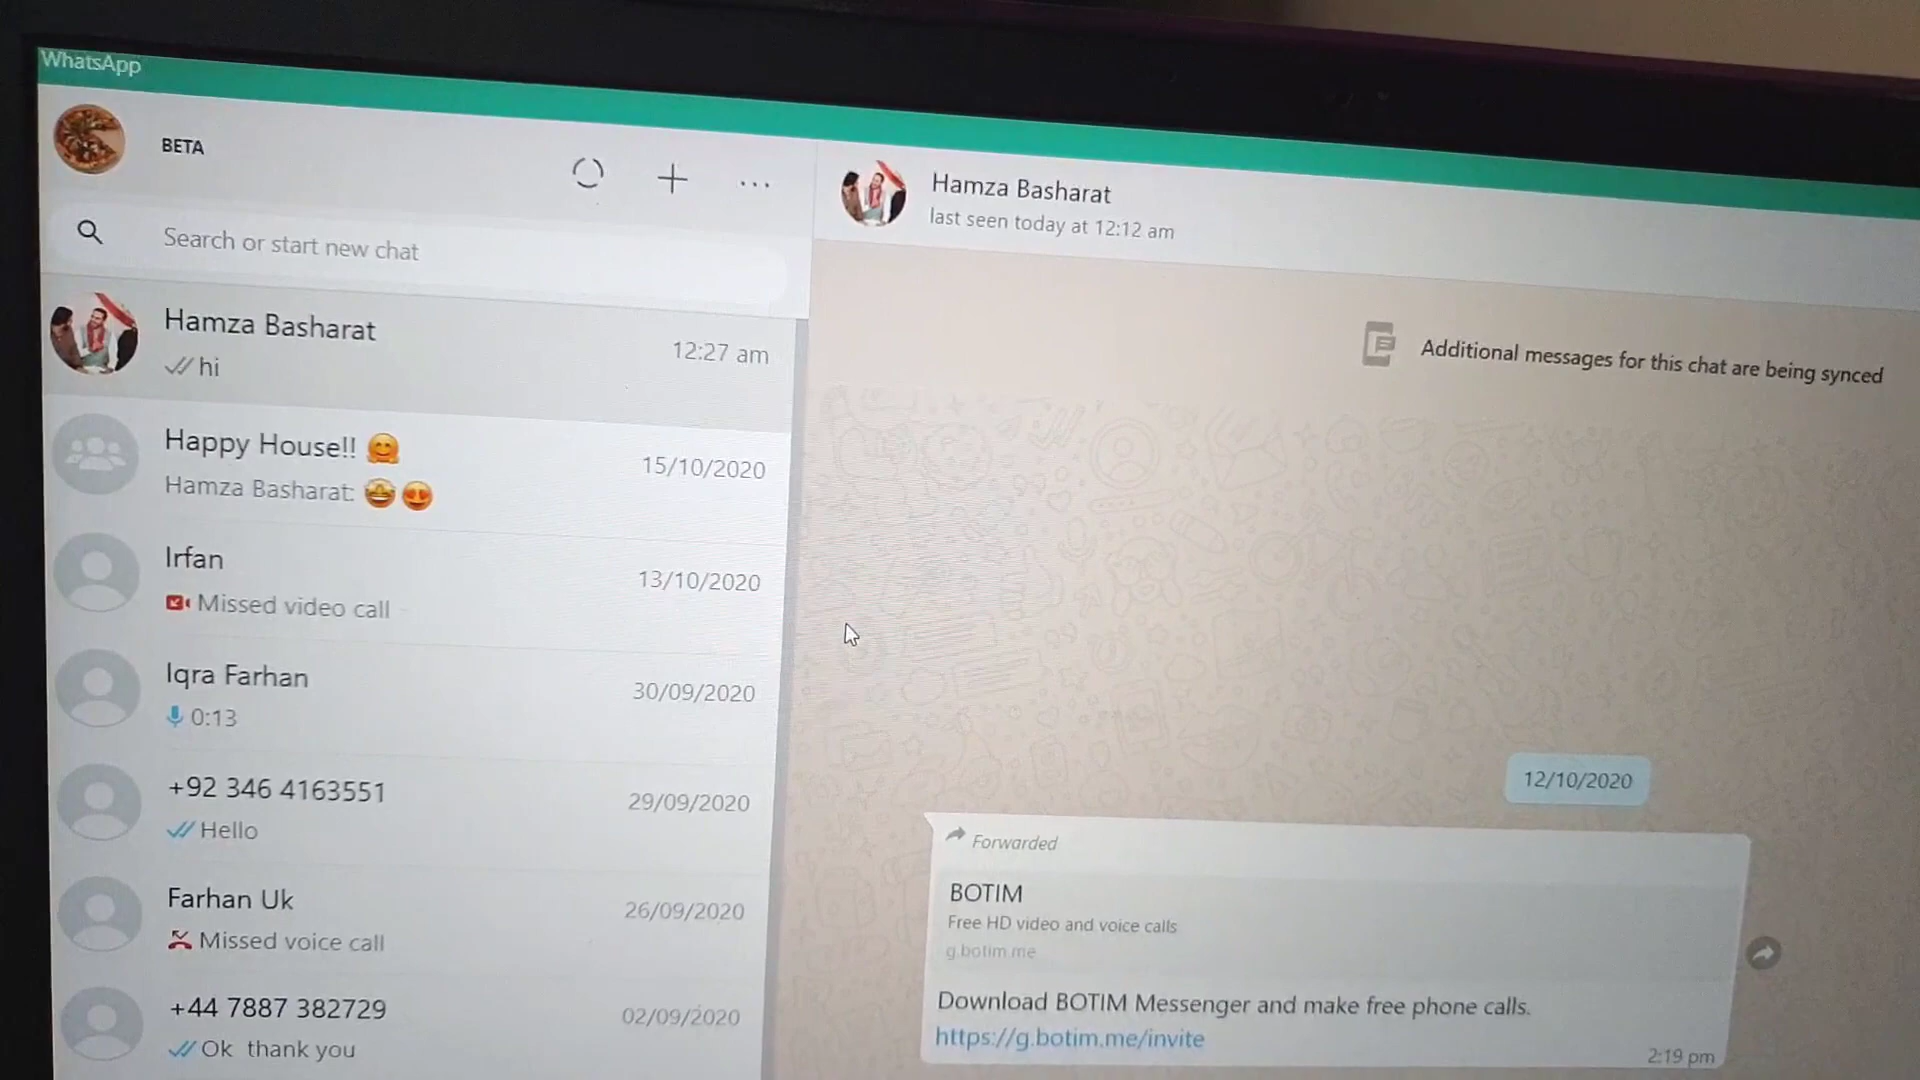 WhatsApp
BETA
Search or start new chat
Hamza Basharat
12:27 am
hi
Happy House!! 🤗
15/10/2020
Hamza Basharat: 🤩😍
Irfan
13/10/2020
Missed video call
Iqra Farhan
30/09/2020
0:13
+92 346 4163551
29/09/2020
Hello
Farhan Uk
26/09/2020
Missed voice call
+44 7887 382729
02/09/2020
Ok thank you
Hamza Basharat
last seen today at 12:12 am
Additional messages for this chat are being synced
12/10/2020
Forwarded
BOTIM
Free HD video and voice calls
g.botim.me
Download BOTIM Messenger and make free phone calls.
https://g.botim.me/invite
2:19 pm